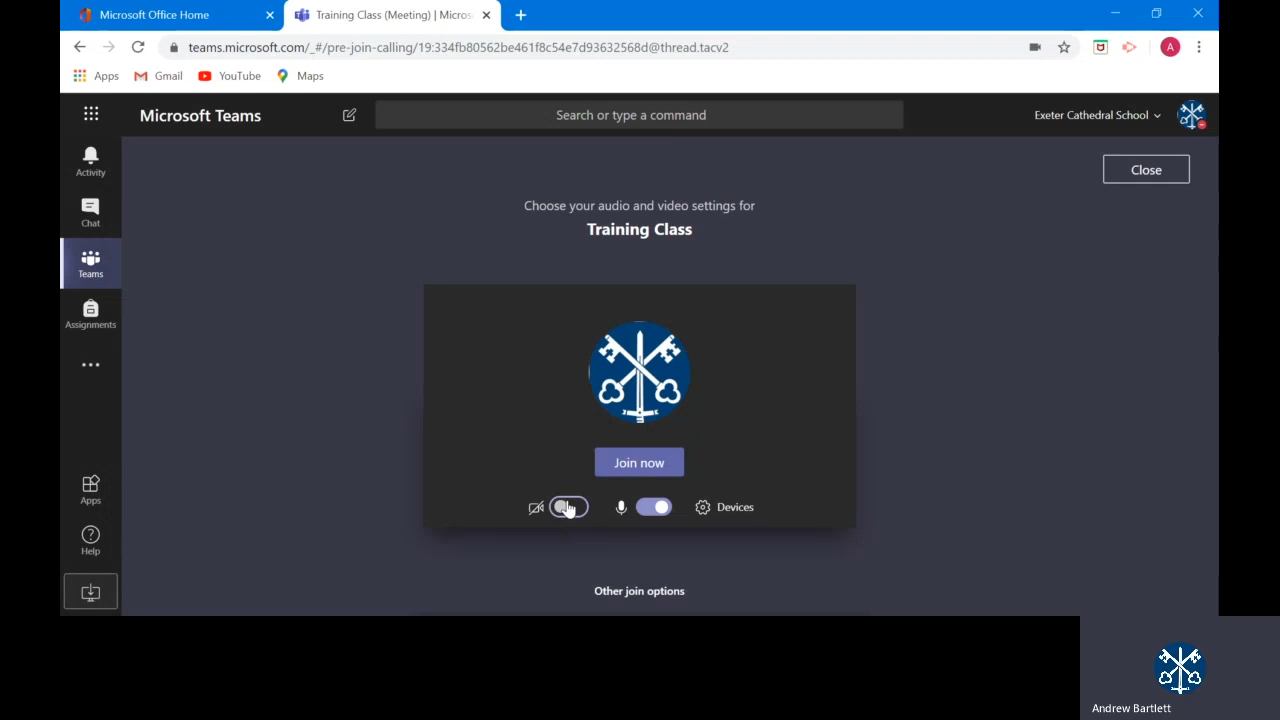 Microsoft Office Home
Training Class (Meeting) | Micros
teams.microsoft.com/_#/pre-join-calling/19:334fb80562be461f8c54e7d93632568d@thread.tacv2
A
Apps Gmail YouTube Maps
Microsoft Teams
Search or type a command
Exeter Cathedral School
Activity
Chat
Teams
Assignments
Apps
Help
Close
Choose your audio and video settings for
Training Class
Join now
Devices
Other join options
Andrew Bartlett